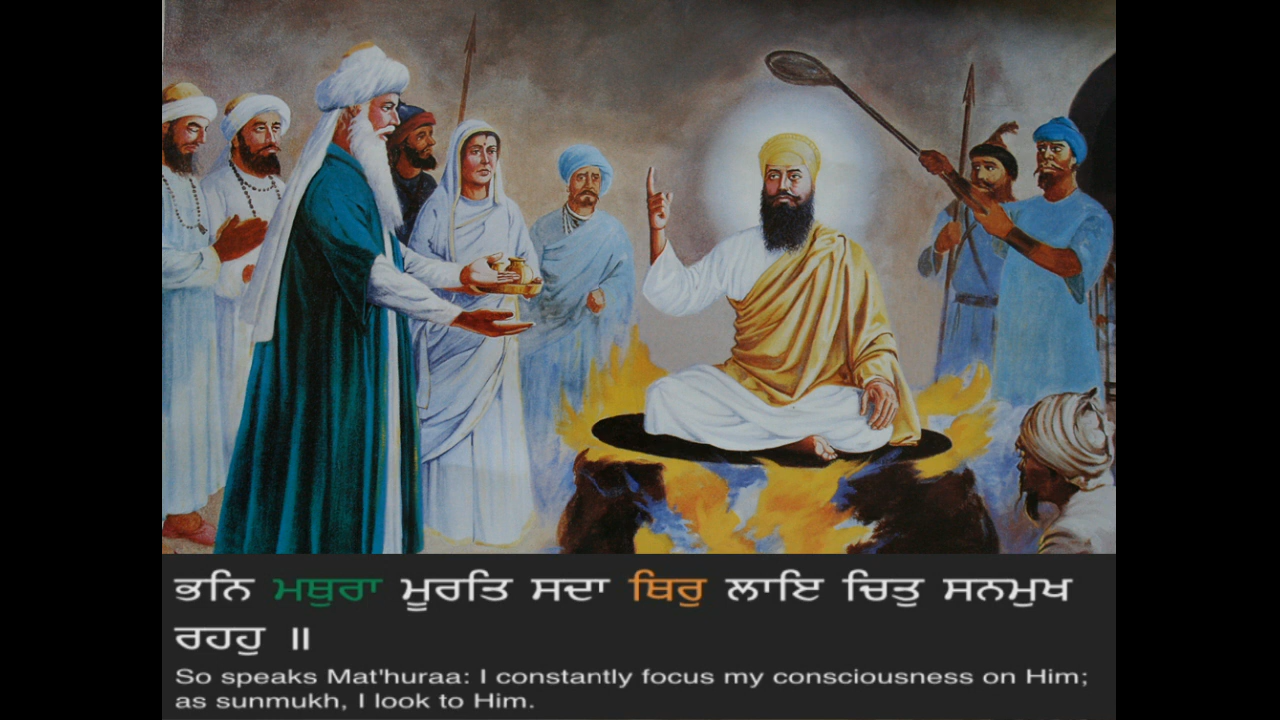 ਭਨਿ ਮਥੁਰਾ ਮੂਰਤਿ ਸਦਾ ਥਿਰੁ ਲਾਇ ਚਿਤੁ ਸਨਮੁਖ
ਰਹਹੁ ॥
So speaks Mat'huraa: I constantly focus my consciousness on Him;
as sunmukh, I look to Him.